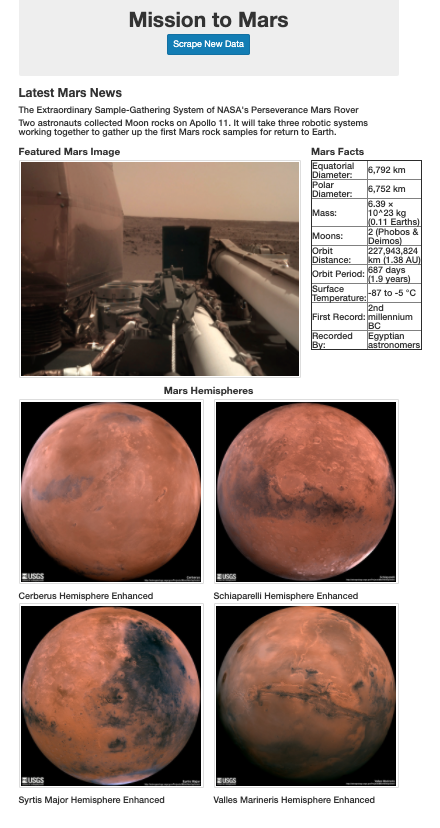 Mission to Mars
Scrape New Data
Latest Mars News
The Extraordinary Sample-Gathering System of NASA's Perseverance Mars Rover
Two astronauts collected Moon rocks on Apollo 11. It will take three robotic systems
working together to gather up the first Mars rock samples for return to Earth.
Featured Mars Image
Mars Facts
Equatorial
Diameter:
6,792 km
Polar
Diameter:
6,752 km
Mass:
6.39 ×
10^23 kg
(0.11 Earths)
Moons:
2 (Phobos &
Deimos)
Orbit
Distance:
227,943,824
km (1.38 AU)
Orbit Period:
687 days
(1.9 years)
Surface
Temperature:
-87 to -5 °C
First Record:
2nd
millennium
BC
Recorded
By:
Egyptian
astronomers
Mars Hemispheres
USGS
Cerberus
USGS
Cerberus Hemisphere Enhanced
Schiaparelli Hemisphere Enhanced
USGS
Syrtis Major
USGS
Valles Marineris
Syrtis Major Hemisphere Enhanced
Valles Marineris Hemisphere Enhanced